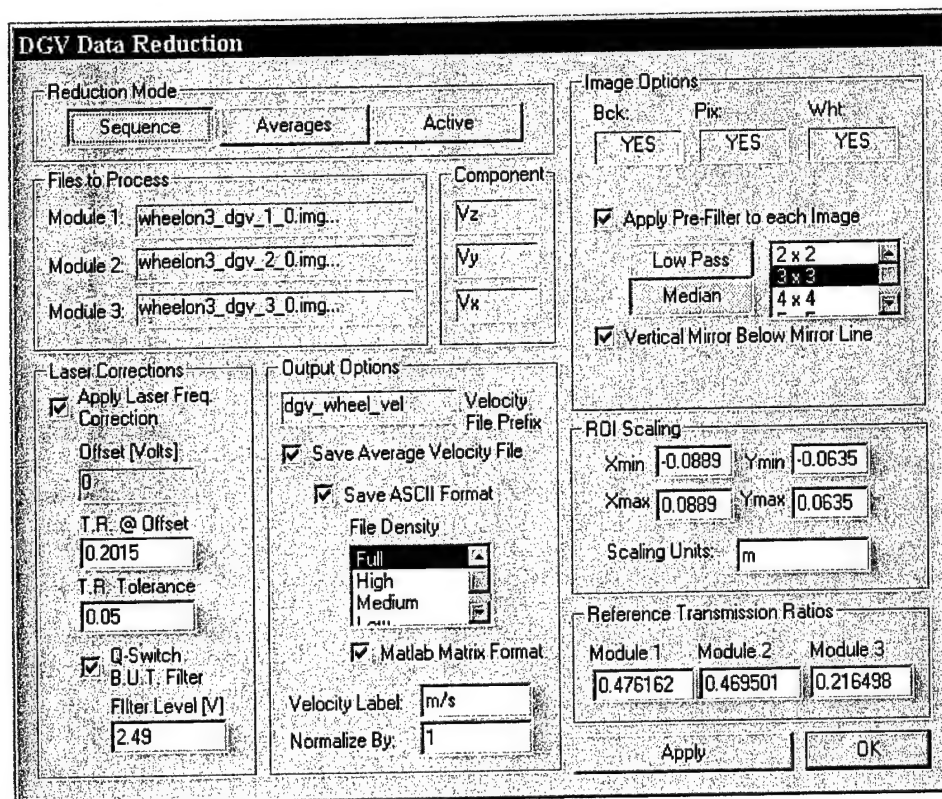 DGV Data Reduction
Reduction Mode
Sequence Averages Active
Files to Process
Module 1: wheelon3_dgv_1_0.img...
Module 2: wheelon3_dgv_2_0.img...
Module 3: wheelon3_dgv_3_0.img...
Component
Vz
Vy
Vx
Laser Corrections
Apply Laser Freq.
Correction
Offset [Volts]
0
T.R. @ Offset
0.2015
T.R. Tolerance
0.05
Q-Switch
B.U.T. Filter
FIlter Level [V]
2.49
Output Options
dgv_wheel_vel Velocity
File Prefix
Save Average Velocity File
Save ASCII Format
File Density
Full
High
Medium
Matlab Matrix Format
Velocity Label: m/s
Normalize By: 1
Image Options
Bck: Pix: Wht:
YES YES YES
Apply Pre-Filter to each Image
Low Pass
Median
2 x 2
3 x 3
4 x 4
Vertical Mirror Below Mirror Line
ROI Scaling
Xmin -0.0889 Ymin -0.0635
Xmax 0.0889 Ymax 0.0635
Scaling Units: m
Reference Transmission Ratios
Module 1 Module 2 Module 3
0.476162 0.469501 0.216498
Apply OK